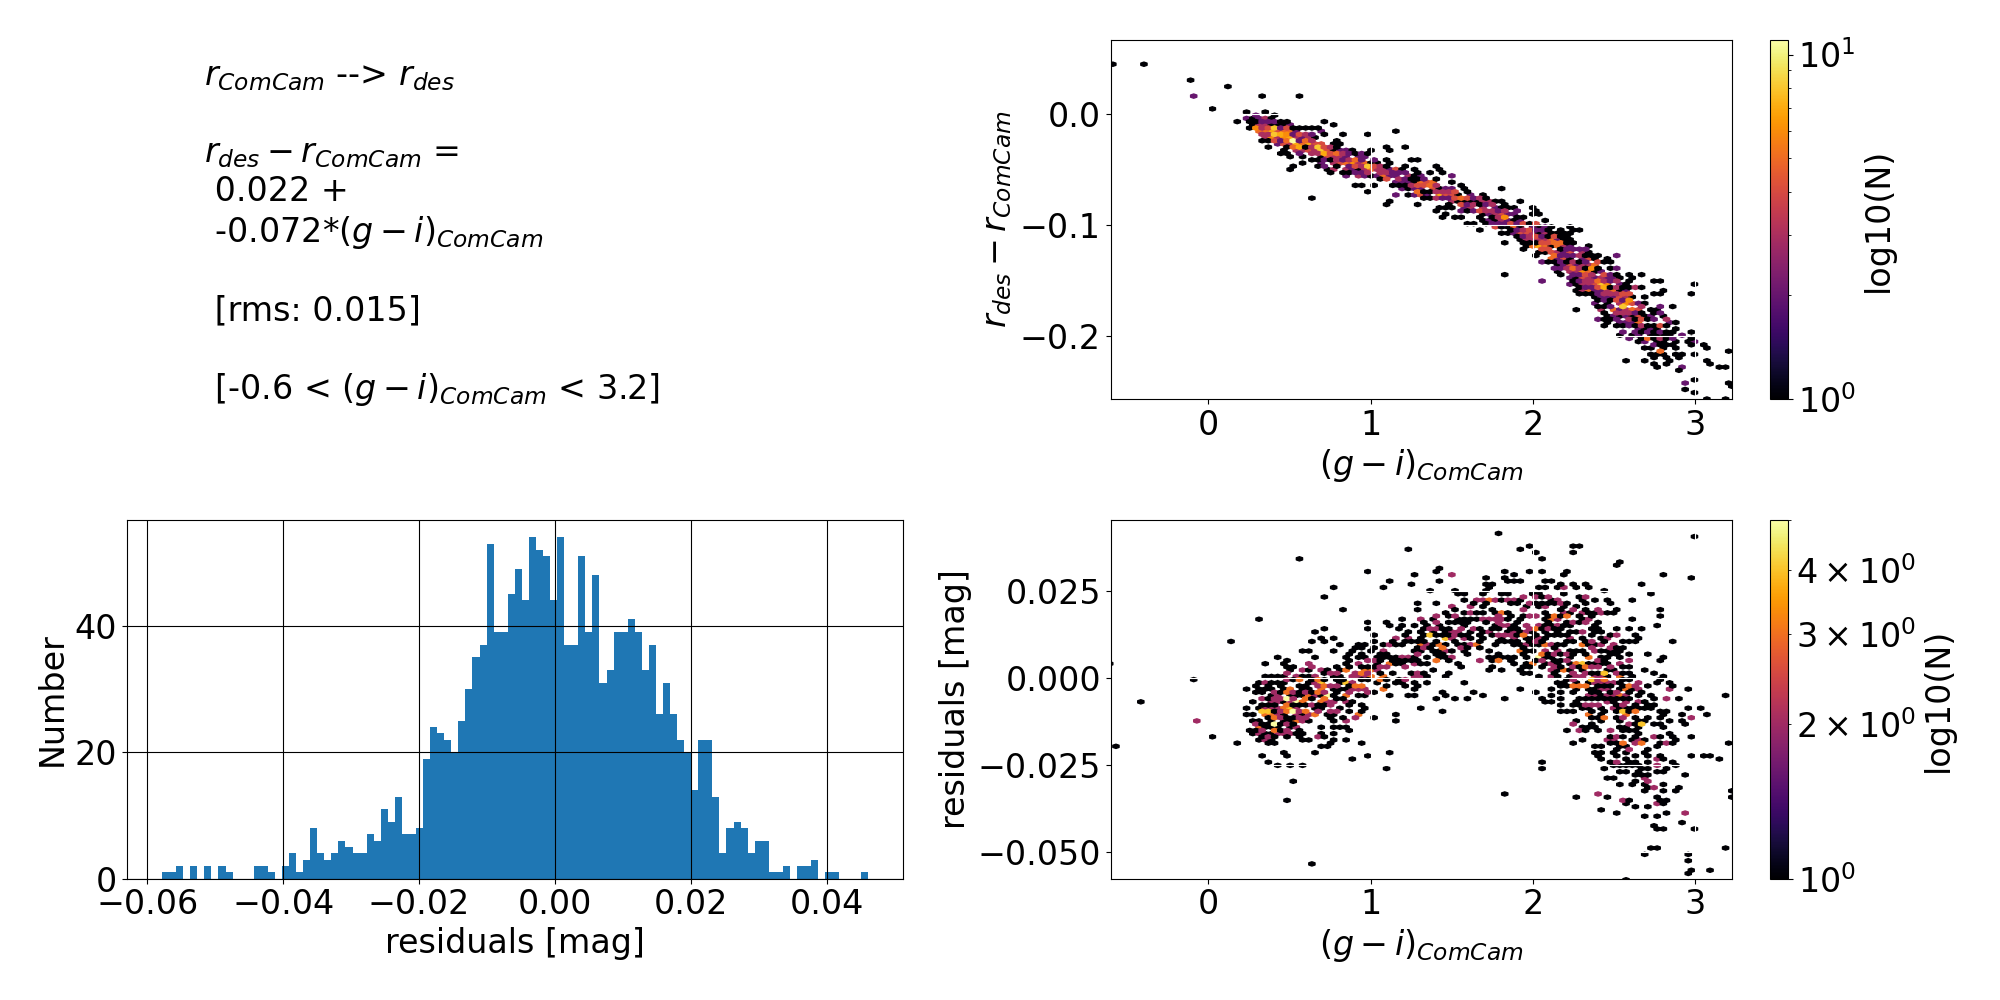 r_ComCam --> r_des
r_des − r_ComCam =
0.022 +
-0.072*(g − i)_ComCam
[rms: 0.015]
[-0.6 < (g − i)_ComCam < 3.2]
r_des − r_ComCam
0.0
−0.1
−0.2
0 1 2 3
(g − i)_ComCam
10^1
10^0
log10(N)
Number
40
20
0
−0.06 −0.04 −0.02 0.00 0.02 0.04
residuals [mag]
residuals [mag]
0.025
0.000
−0.025
−0.050
0 1 2 3
(g − i)_ComCam
4 × 10^0
3 × 10^0
2 × 10^0
10^0
log10(N)